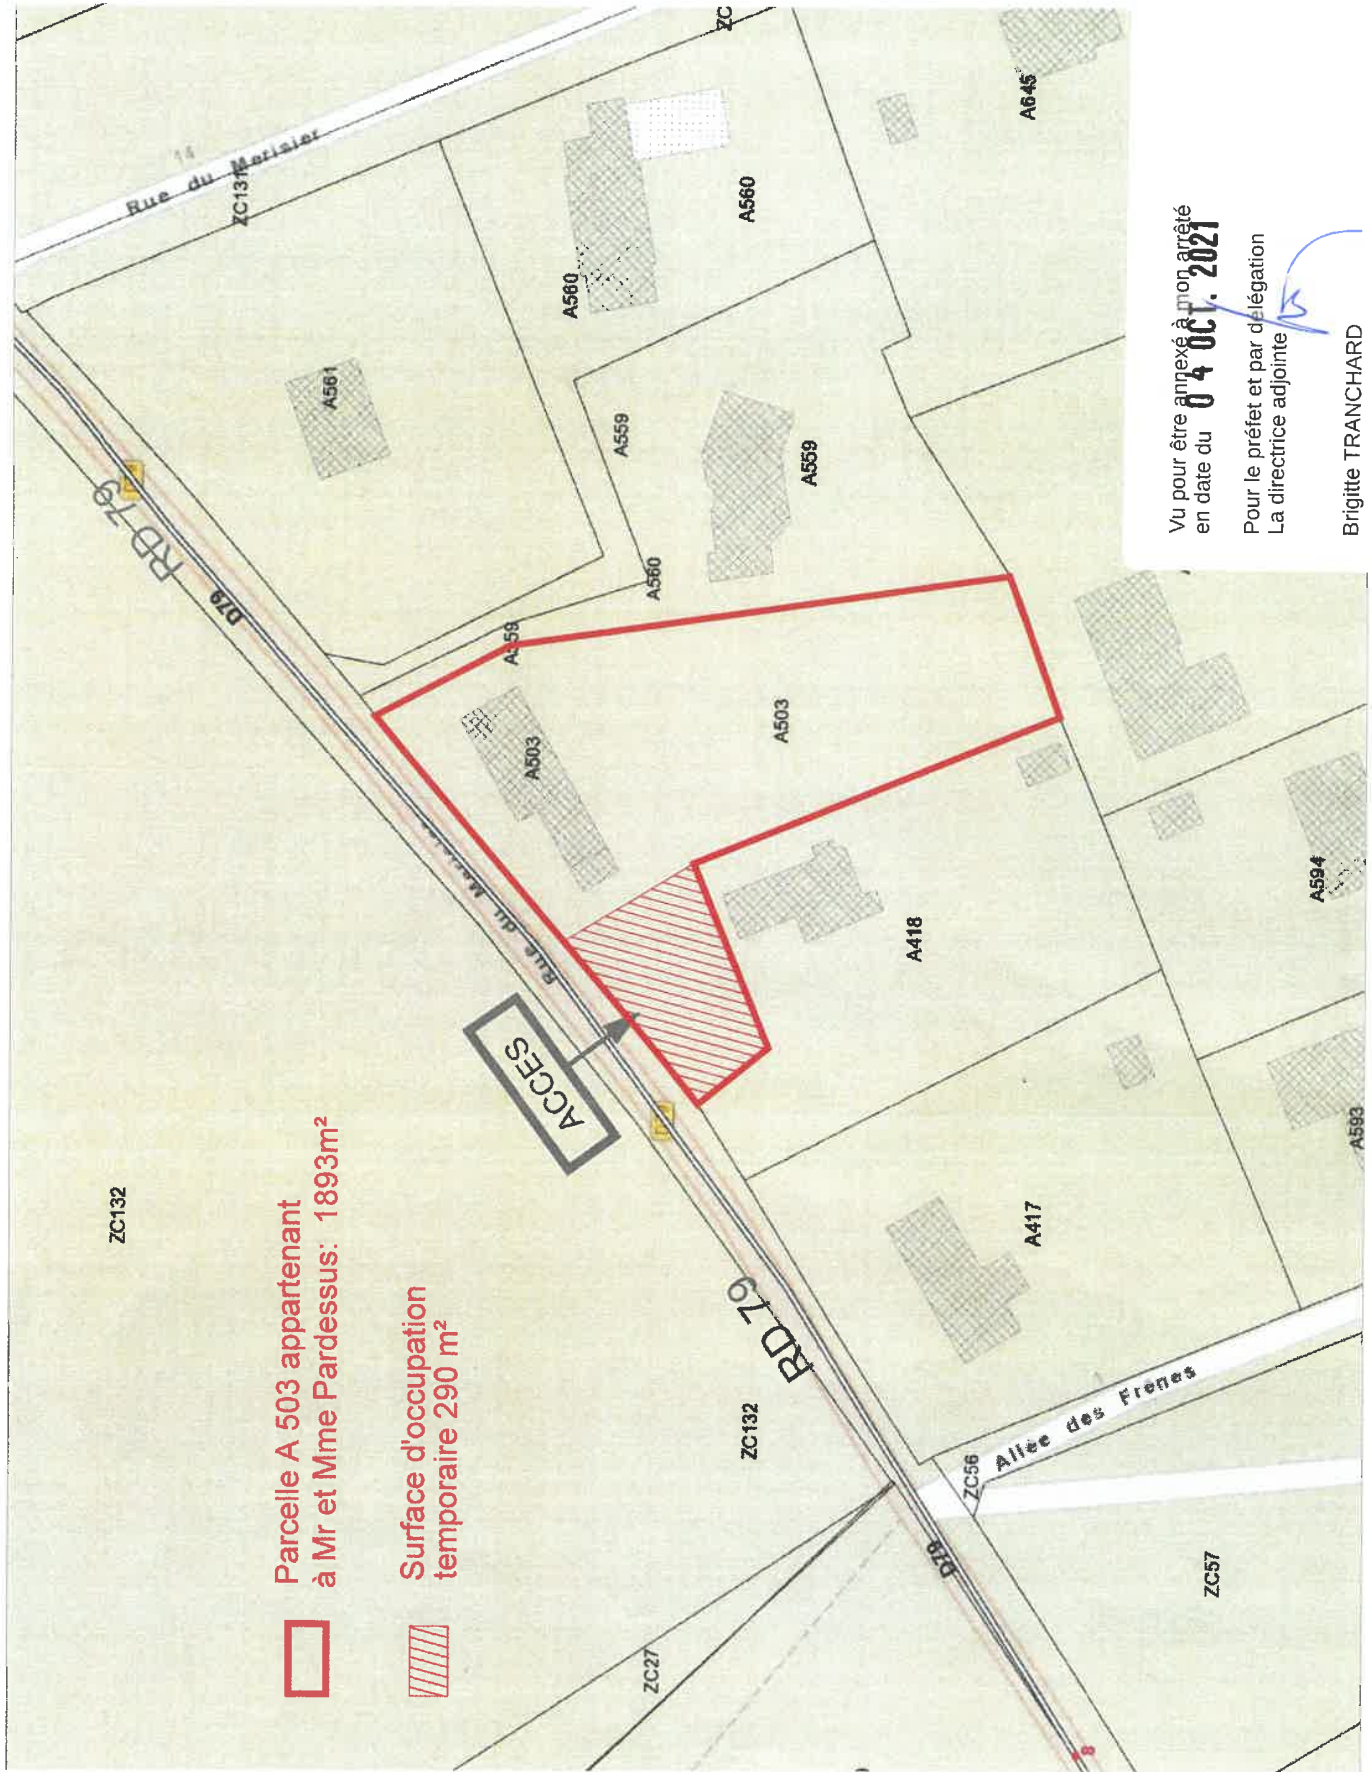 Parcelle A 503 appartenant
à Mr et Mme Pardessus: 1893m²
Surface d'occupation
temporaire 290 m²
ZC132
ZC132
ZC27
RD 79
RD 79
D79
D79
ACCES
Rue du
Rue du Merisier
14
ZC131
ZC
A561
A560
A560
A560
A559
A559
A503
A503
A418
A417
A645
A594
A593
ZC56
ZC57
Allée des Frenes
8
Vu pour être annexé à mon arrêté
en date du 04 OCT. 2021
Pour le préfet et par délégation
La directrice adjointe
Brigitte TRANCHARD